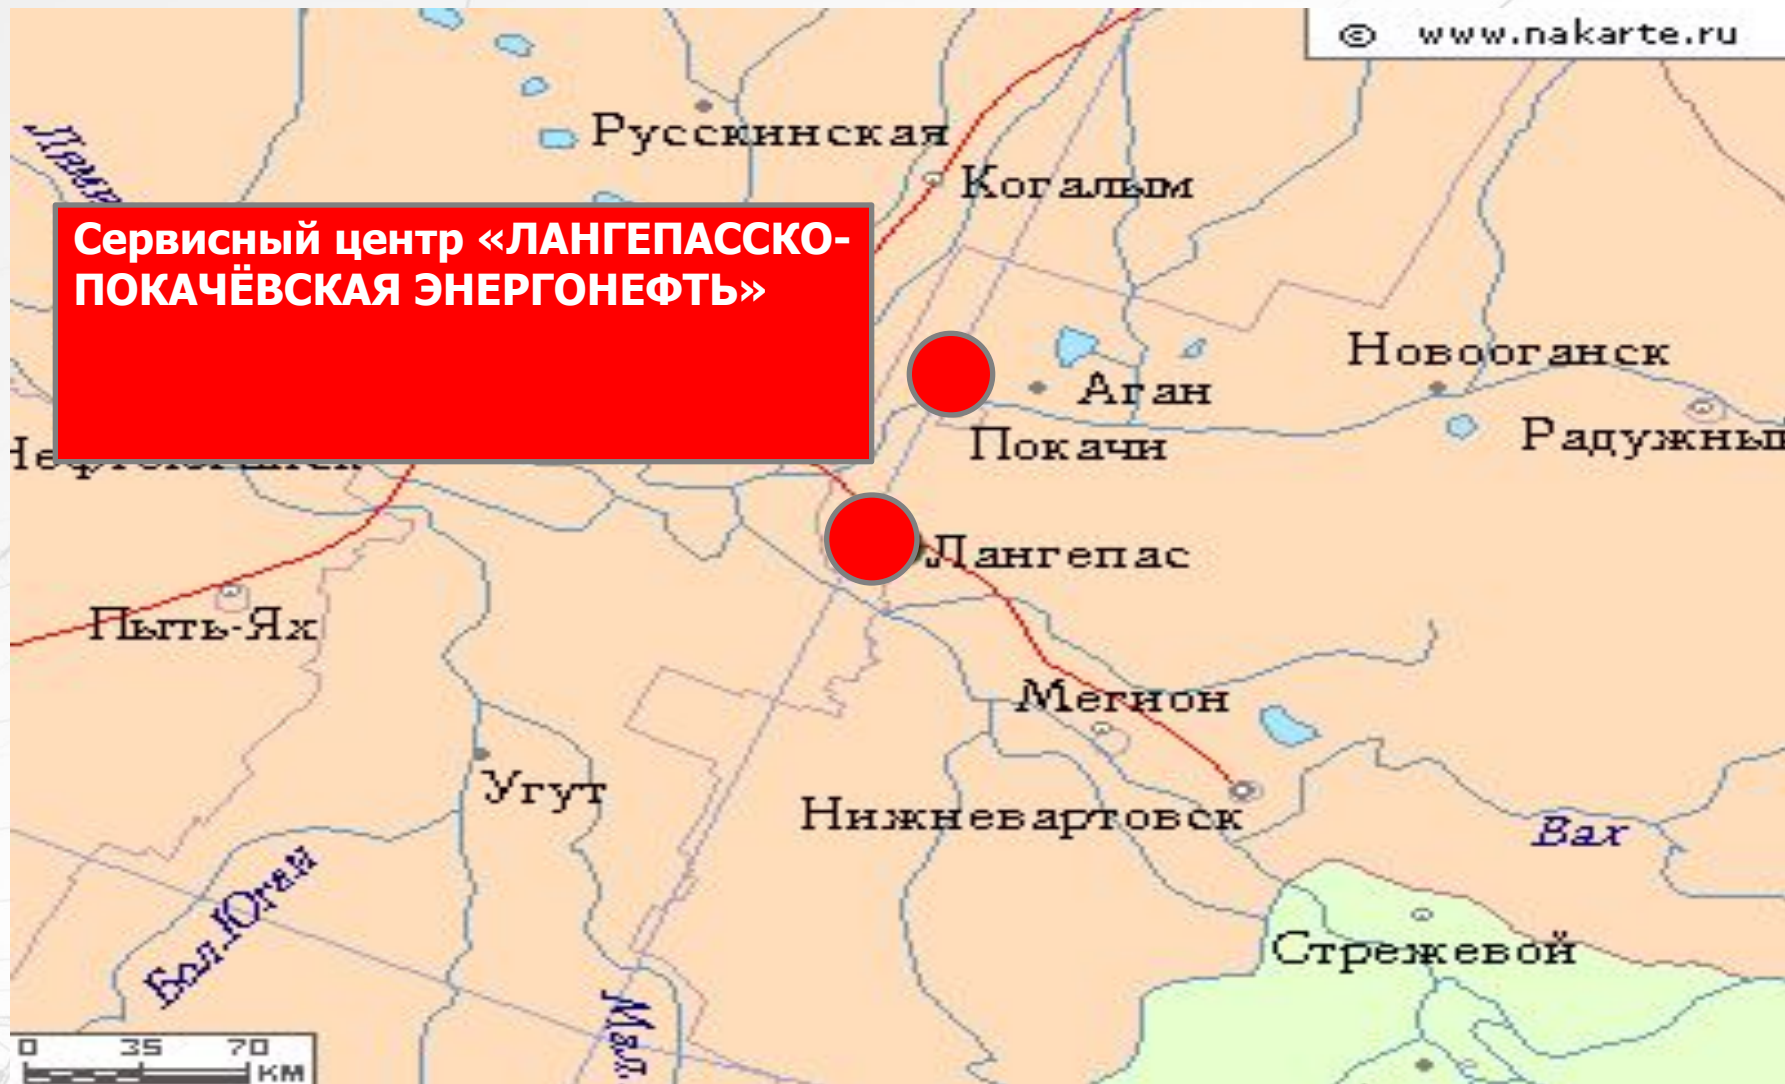 © www.nakarte.ru
Русскинская
Когалым
Сервисный центр «ЛАНГЕПАССКО-
ПОКАЧЁВСКАЯ ЭНЕРГОНЕФТЬ»
Новооганск
Аган
Радужный
Покачи
Лангепас
Пыть-Ях
Мегион
Угут
Нижневартовск
Вах
Бол.Юган
Стрежевой
0 35 70
КМ